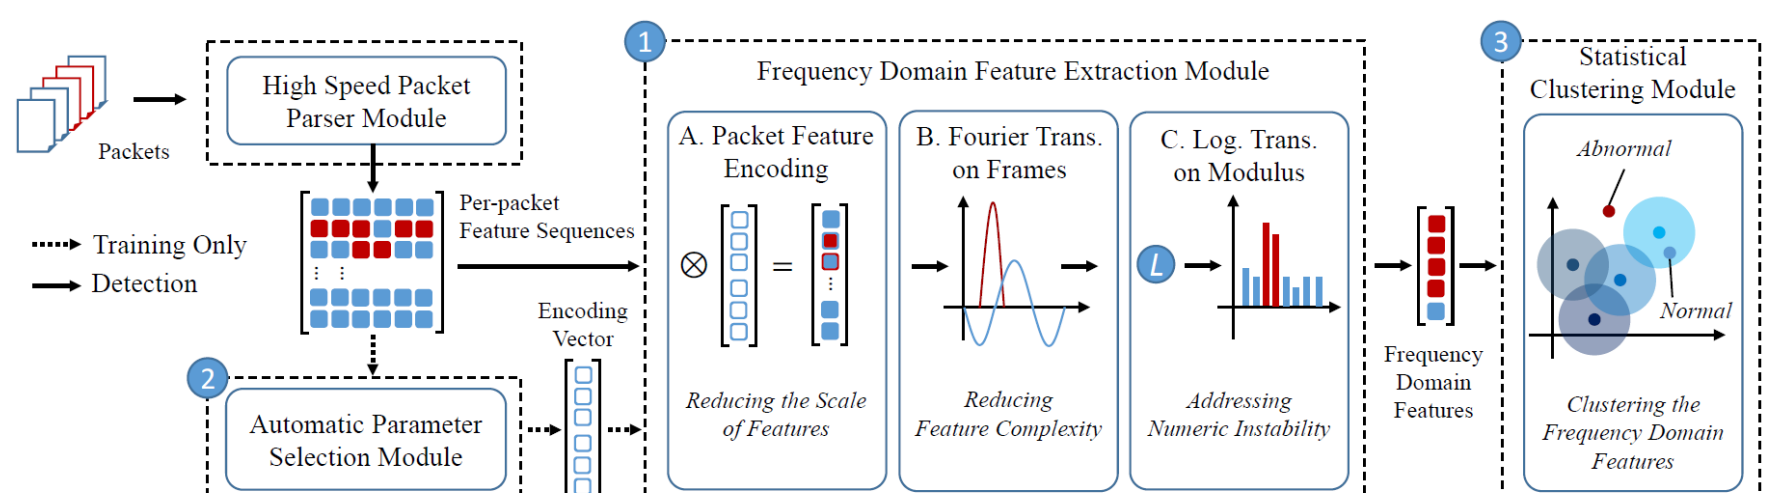 Packets
High Speed Packet
Parser Module
Training Only
Detection
Per-packet
Feature Sequences
2
Automatic Parameter
Selection Module
Encoding
Vector
1
Frequency Domain Feature Extraction Module
A. Packet Feature
Encoding
⊗
=
Reducing the Scale
of Features
B. Fourier Trans.
on Frames
Reducing
Feature Complexity
C. Log. Trans.
on Modulus
L
Addressing
Numeric Instability
Frequency
Domain
Features
3
Statistical
Clustering Module
Abnormal
Normal
Clustering the
Frequency Domain
Features